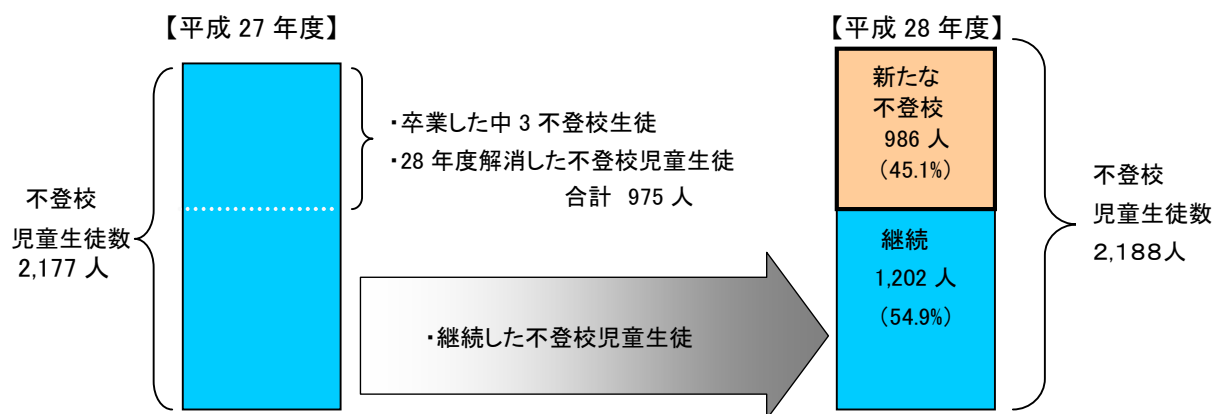 【平成 27 年度】
不登校
児童生徒数
2,177 人
・卒業した中 3 不登校生徒
・28 年度解消した不登校児童生徒
合計 975 人
・継続した不登校児童生徒
【平成 28 年度】
新たな
不登校
986 人
(45.1%)
継続
1,202 人
(54.9%)
不登校
児童生徒数
2,188人